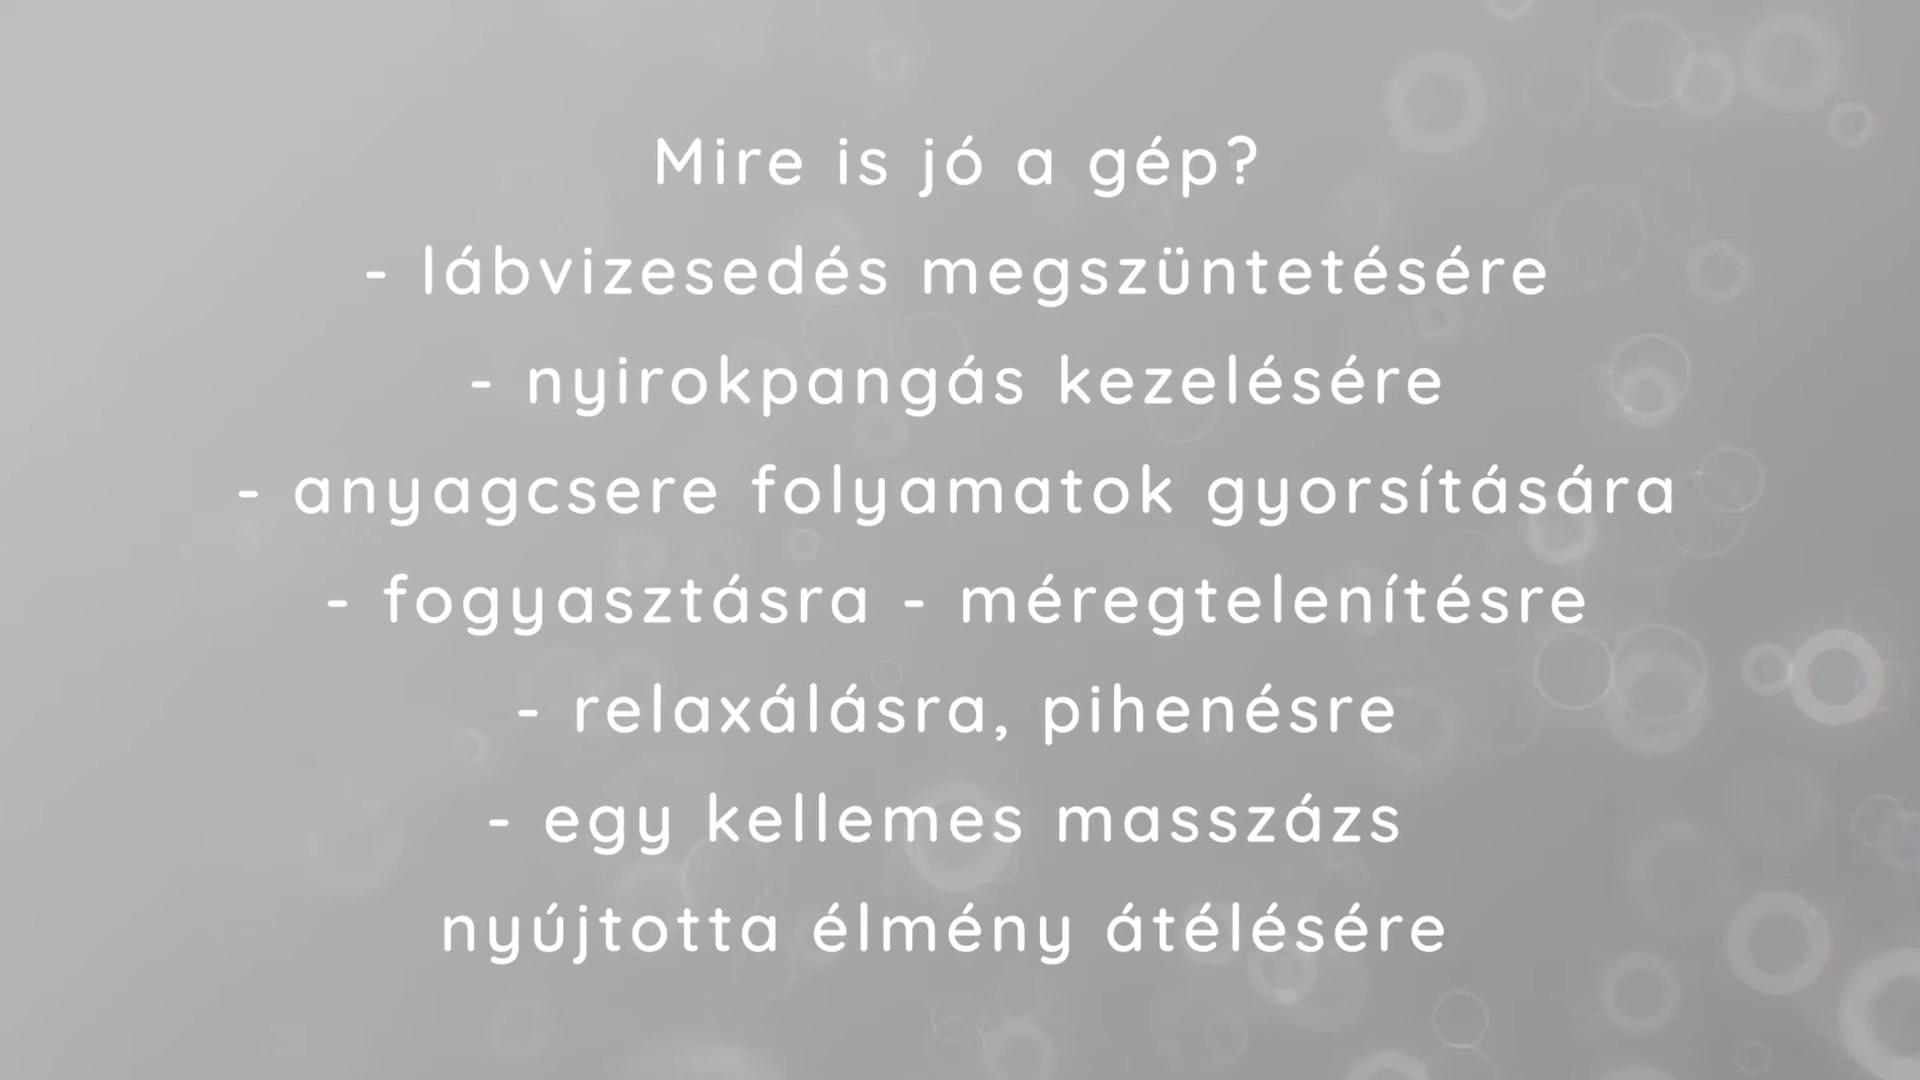 Mire is jó a gép?
- lábvizesedés megszüntetésére
- nyirokpangás kezelésére
- anyagcsere folyamatok gyorsítására
- fogyasztásra - méregtelenítésre
- relaxálásra, pihenésre
- egy kellemes masszázs
nyújtotta élmény átélésére